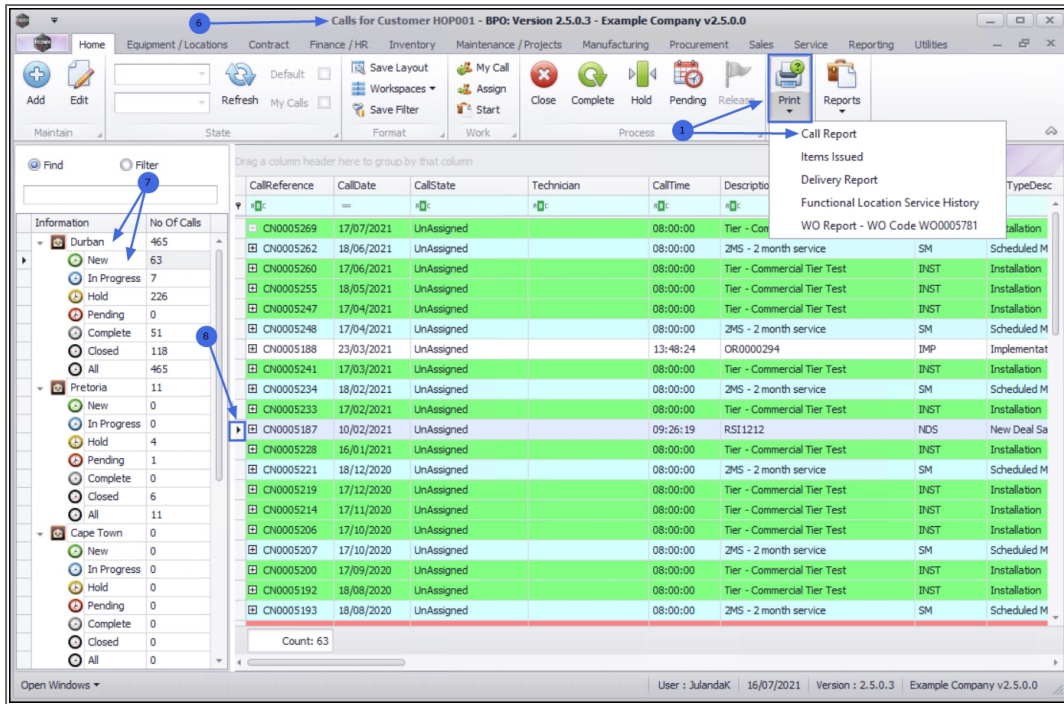 6 Calls for Customer HOP001 - BPO: Version 2.5.0.3 - Example Company v2.5.0.0
Home Equipment / Locations Contract Finance / HR Inventory Maintenance / Projects Manufacturing Procurement Sales Service Reporting Utilities
Add Edit Refresh Default My Calls Save Layout Workspaces Save Filter My Call Assign Start Close Complete Hold Pending Release Print Reports
Maintain State Format Work Process 1
Call Report
Items Issued
Delivery Report
Functional Location Service History
WO Report - WO Code WO0005781
Find Filter
7
Drag a column header here to group by that column
Information No Of Calls
Durban 465
New 63
In Progress 7
Hold 226
Pending 0
Complete 51
Closed 118
All 465
Pretoria 11
New 0
In Progress 0
Hold 4
Pending 1
Complete 0
Closed 6
All 11
Cape Town 0
New 0
In Progress 0
Hold 0
Pending 0
Complete 0
Closed 0
All 0
8
CallReference CallDate CallState Technician CallTime Descriptio TypeDesc
CN0005269 17/07/2021 UnAssigned 08:00:00 Tier - Con allation
CN0005262 18/06/2021 UnAssigned 08:00:00 2MS - 2 month service SM Scheduled M
CN0005260 17/06/2021 UnAssigned 08:00:00 Tier - Commercial Tier Test INST Installation
CN0005255 18/05/2021 UnAssigned 08:00:00 Tier - Commercial Tier Test INST Installation
CN0005247 17/04/2021 UnAssigned 08:00:00 Tier - Commercial Tier Test INST Installation
CN0005248 17/04/2021 UnAssigned 08:00:00 2MS - 2 month service SM Scheduled M
CN0005188 23/03/2021 UnAssigned 13:48:24 OR0000294 IMP Implementat
CN0005241 17/03/2021 UnAssigned 08:00:00 Tier - Commercial Tier Test INST Installation
CN0005234 18/02/2021 UnAssigned 08:00:00 2MS - 2 month service SM Scheduled M
CN0005233 17/02/2021 UnAssigned 08:00:00 Tier - Commercial Tier Test INST Installation
CN0005187 10/02/2021 UnAssigned 09:26:19 RSI1212 NDS New Deal Sa
CN0005228 16/01/2021 UnAssigned 08:00:00 Tier - Commercial Tier Test INST Installation
CN0005221 18/12/2020 UnAssigned 08:00:00 2MS - 2 month service SM Scheduled M
CN0005219 17/12/2020 UnAssigned 08:00:00 Tier - Commercial Tier Test INST Installation
CN0005214 17/11/2020 UnAssigned 08:00:00 Tier - Commercial Tier Test INST Installation
CN0005206 17/10/2020 UnAssigned 08:00:00 Tier - Commercial Tier Test INST Installation
CN0005207 17/10/2020 UnAssigned 08:00:00 2MS - 2 month service SM Scheduled M
CN0005200 17/09/2020 UnAssigned 08:00:00 Tier - Commercial Tier Test INST Installation
CN0005192 18/08/2020 UnAssigned 08:00:00 Tier - Commercial Tier Test INST Installation
CN0005193 18/08/2020 UnAssigned 08:00:00 2MS - 2 month service SM Scheduled M
Count: 63
Open Windows User : JulandaK 16/07/2021 Version : 2.5.0.3 Example Company v2.5.0.0